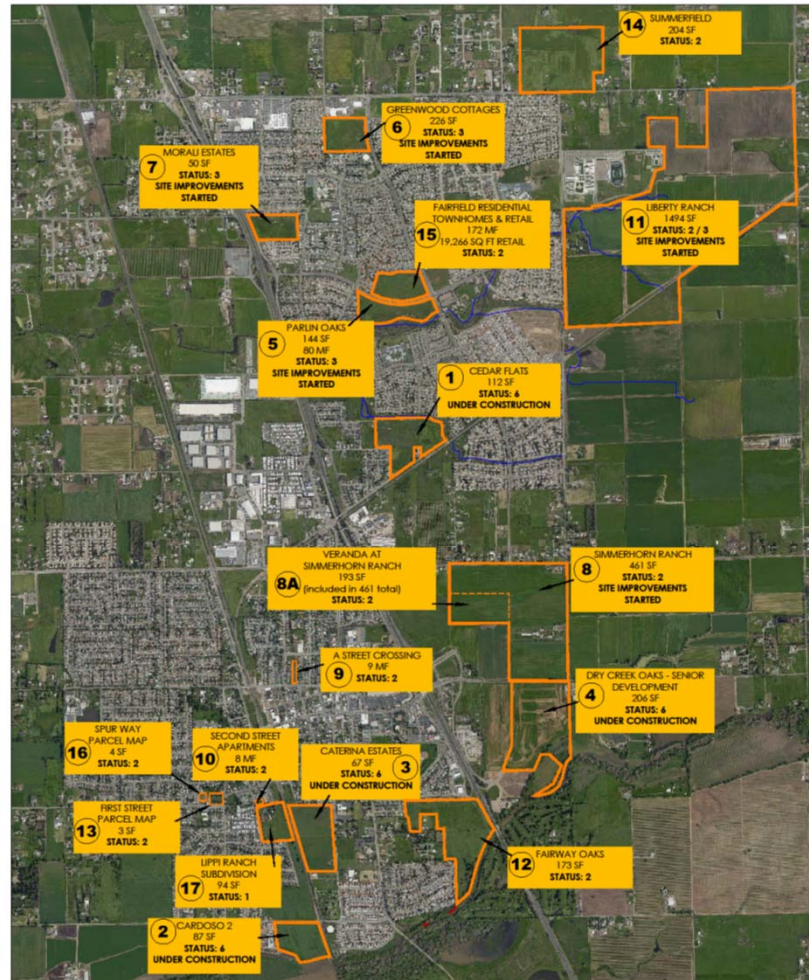 14
SUMMERFIELD
204 SF
STATUS: 2
6
GREENWOOD COTTAGES
226 SF
STATUS: 3
SITE IMPROVEMENTS
STARTED
7
MORALI ESTATES
50 SF
STATUS: 3
SITE IMPROVEMENTS
STARTED
15
FAIRFIELD RESIDENTIAL
TOWNHOMES & RETAIL
172 MF
19,266 SQ FT RETAIL
STATUS: 2
11
LIBERTY RANCH
1494 SF
STATUS: 2 / 3
SITE IMPROVEMENTS
STARTED
5
PARLIN OAKS
144 SF
80 MF
STATUS: 3
SITE IMPROVEMENTS
STARTED
1
CEDAR FLATS
112 SF
STATUS: 6
UNDER CONSTRUCTION
8A
VERANDA AT
SIMMERHORN RANCH
193 SF
(included in 461 total)
STATUS: 2
8
SIMMERHORN RANCH
461 SF
STATUS: 2
SITE IMPROVEMENTS
STARTED
9
A STREET CROSSING
9 MF
STATUS: 2
4
DRY CREEK OAKS - SENIOR
DEVELOPMENT
206 SF
STATUS: 6
UNDER CONSTRUCTION
16
SPUR WAY
PARCEL MAP
4 SF
STATUS: 2
10
SECOND STREET
APARTMENTS
8 MF
STATUS: 2
3
CATERINA ESTATES
67 SF
STATUS: 6
UNDER CONSTRUCTION
13
FIRST STREET
PARCEL MAP
3 SF
STATUS: 2
12
FAIRWAY OAKS
173 SF
STATUS: 2
17
LIPPI RANCH
SUBDIVISION
94 SF
STATUS: 1
2
CARDOSO 2
87 SF
STATUS: 6
UNDER CONSTRUCTION